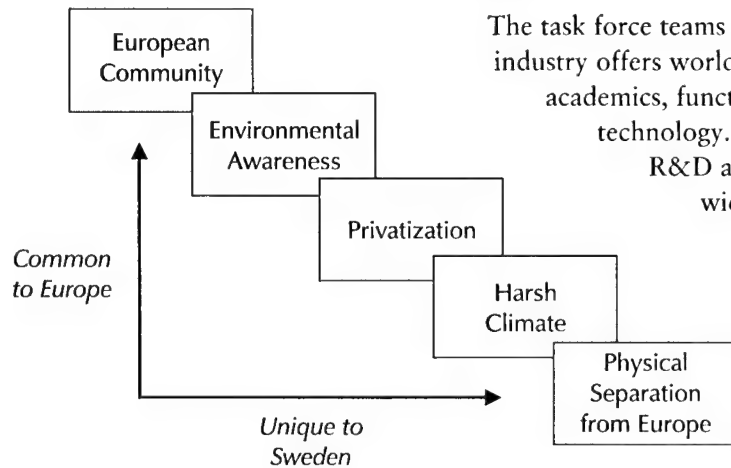 European
Community
Environmental
Awareness
Privatization
Harsh
Climate
Physical
Separation
from Europe
Common
to Europe
Unique to
Sweden
The task force teams
industry offers world
academics, funct
technology.
R&D a
wic